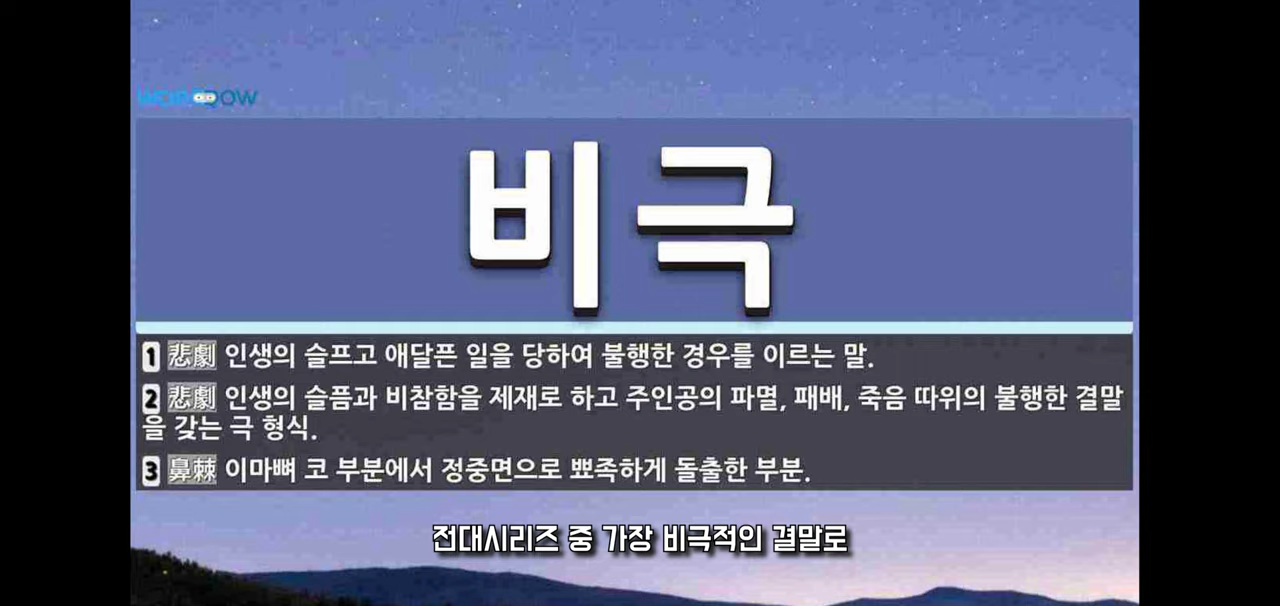 비극
1 悲劇 인생의 슬프고 애달픈 일을 당하여 불행한 경우를 이르는 말.
2 悲劇 인생의 슬픔과 비참함을 제재로 하고 주인공의 파멸, 패배, 죽음 따위의 불행한 결말
을 갖는 극 형식.
3 鼻棘 이마뼈 코 부분에서 정중면으로 뾰족하게 돌출한 부분.
전대시리즈 중 가장 비극적인 결말로